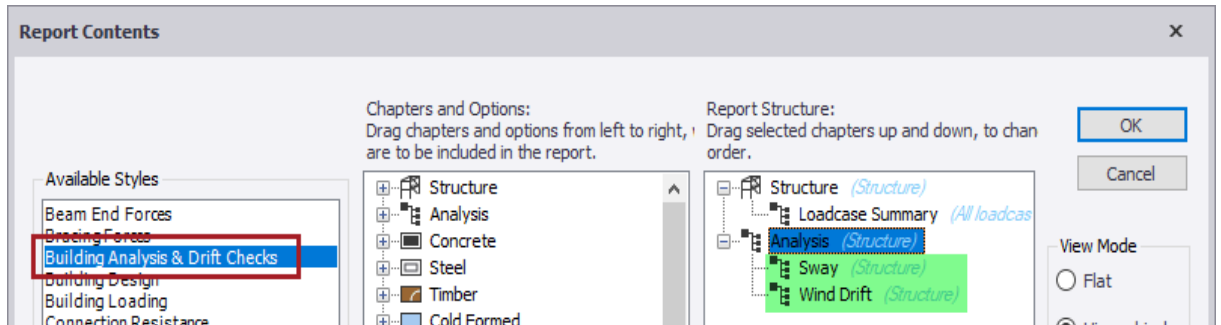 Report Contents
x
Chapters and Options:
Drag chapters and options from left to right,
are to be included in the report.
Report Structure:
Drag selected chapters up and down, to chan
order.
OK
Cancel
Available Styles
Beam End Forces
Bracing Forces
Building Analysis & Drift Checks
Building Design
Building Loading
Connection Resistance
Structure
Analysis
Concrete
Steel
Timber
Cold Formed
Structure (Structure)
Loadcase Summary (All loadcas
Analysis (Structure)
Sway (Structure)
Wind Drift (Structure)
View Mode
Flat